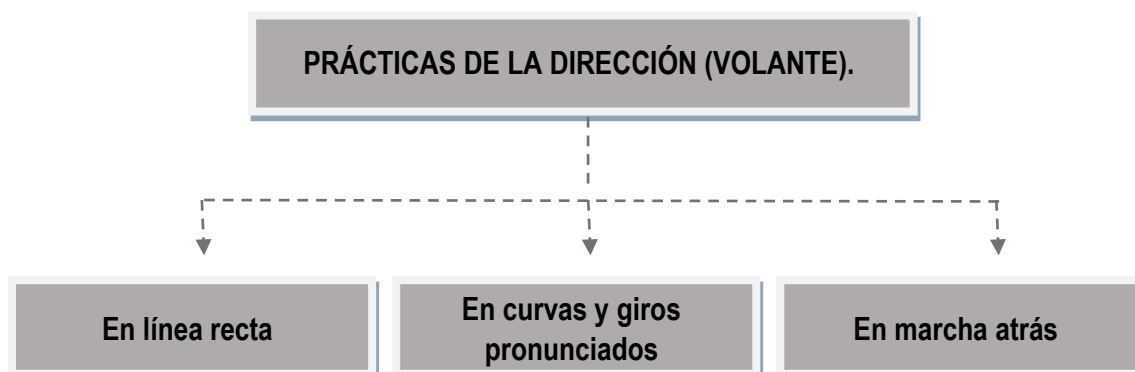 PRÁCTICAS DE LA DIRECCIÓN (VOLANTE).
En línea recta
En curvas y giros
pronunciados
En marcha atrás